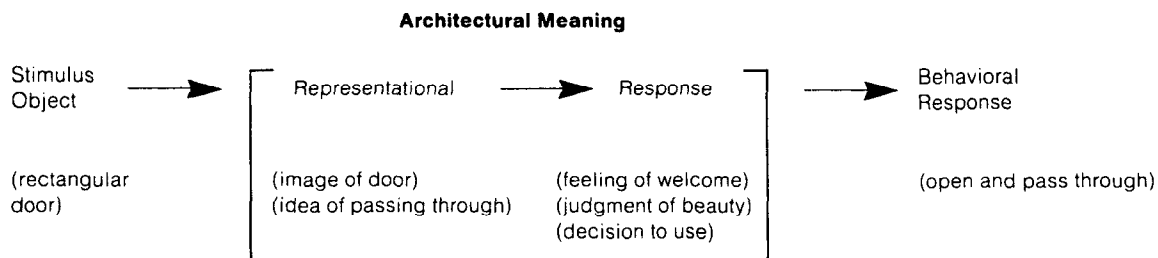 Architectural Meaning
Stimulus
Object
Representational
Response
Behavioral
Response
(rectangular
door)
(image of door)
(idea of passing through)
(feeling of welcome)
(judgment of beauty)
(decision to use)
(open and pass through)